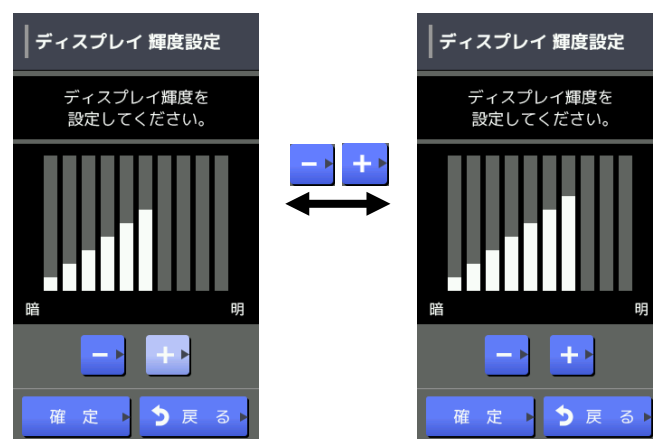 ディスプレイ 輝度設定
ディスプレイ輝度を
設定してください。
暗 明
− +
確 定 戻 る
− +
ディスプレイ 輝度設定
ディスプレイ輝度を
設定してください。
暗 明
− +
確 定 戻 る